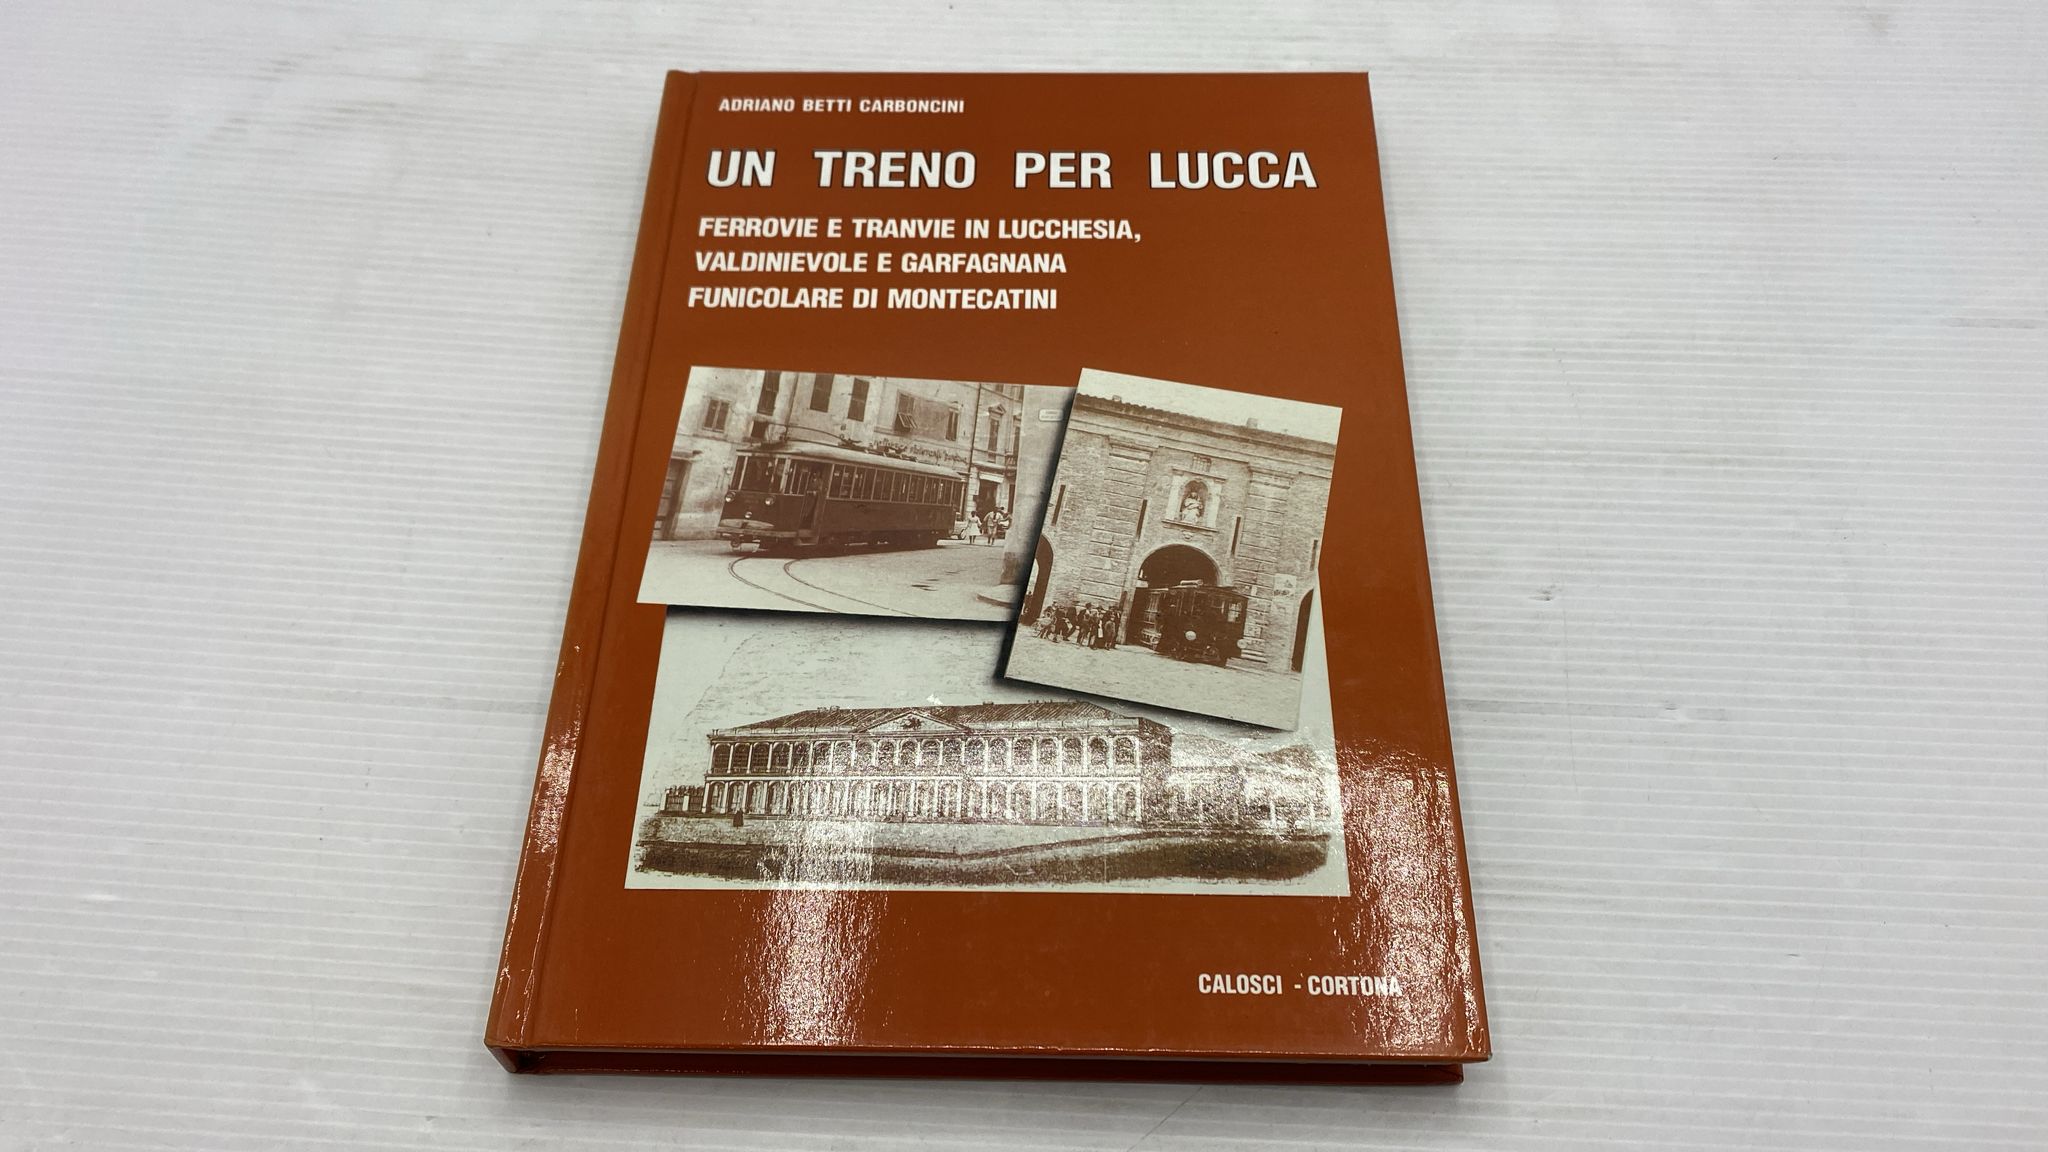 ADRIANO BETTI CARBONCINI
UN TRENO PER LUCCA
FERROVIE E TRANVIE IN LUCCHESIA,
VALDINIEVOLE E GARFAGNANA
FUNICOLARE DI MONTECATINI
CALOSCI - CORTONA